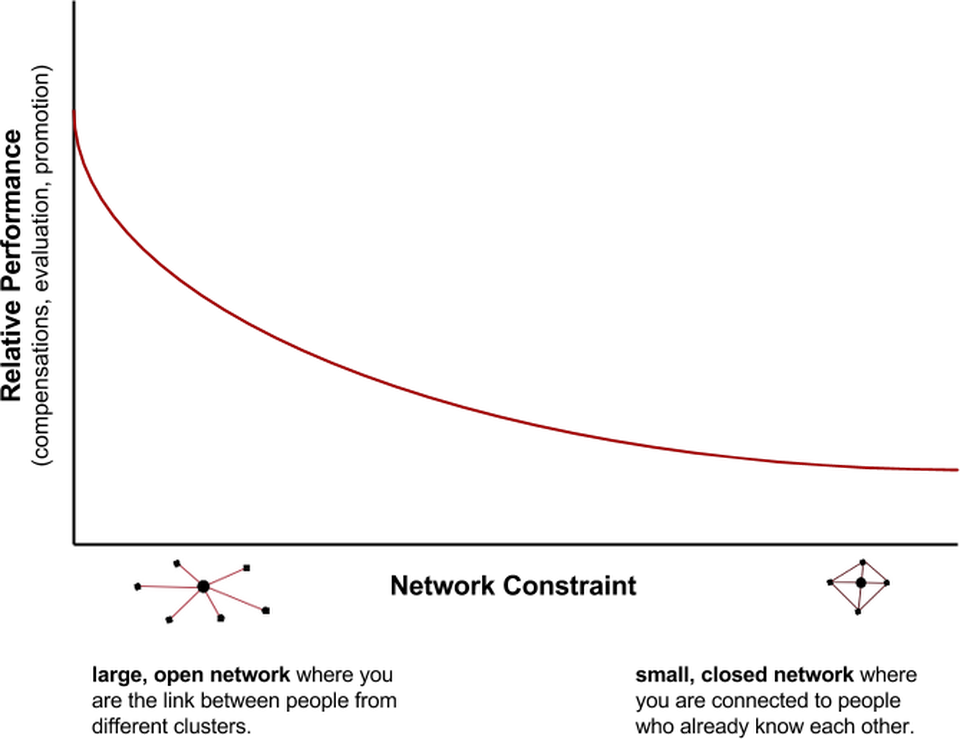 Relative Performance
(compensations, evaluation, promotion)
Network Constraint
large, open network where you
are the link between people from
different clusters.
small, closed network where
you are connected to people
who already know each other.